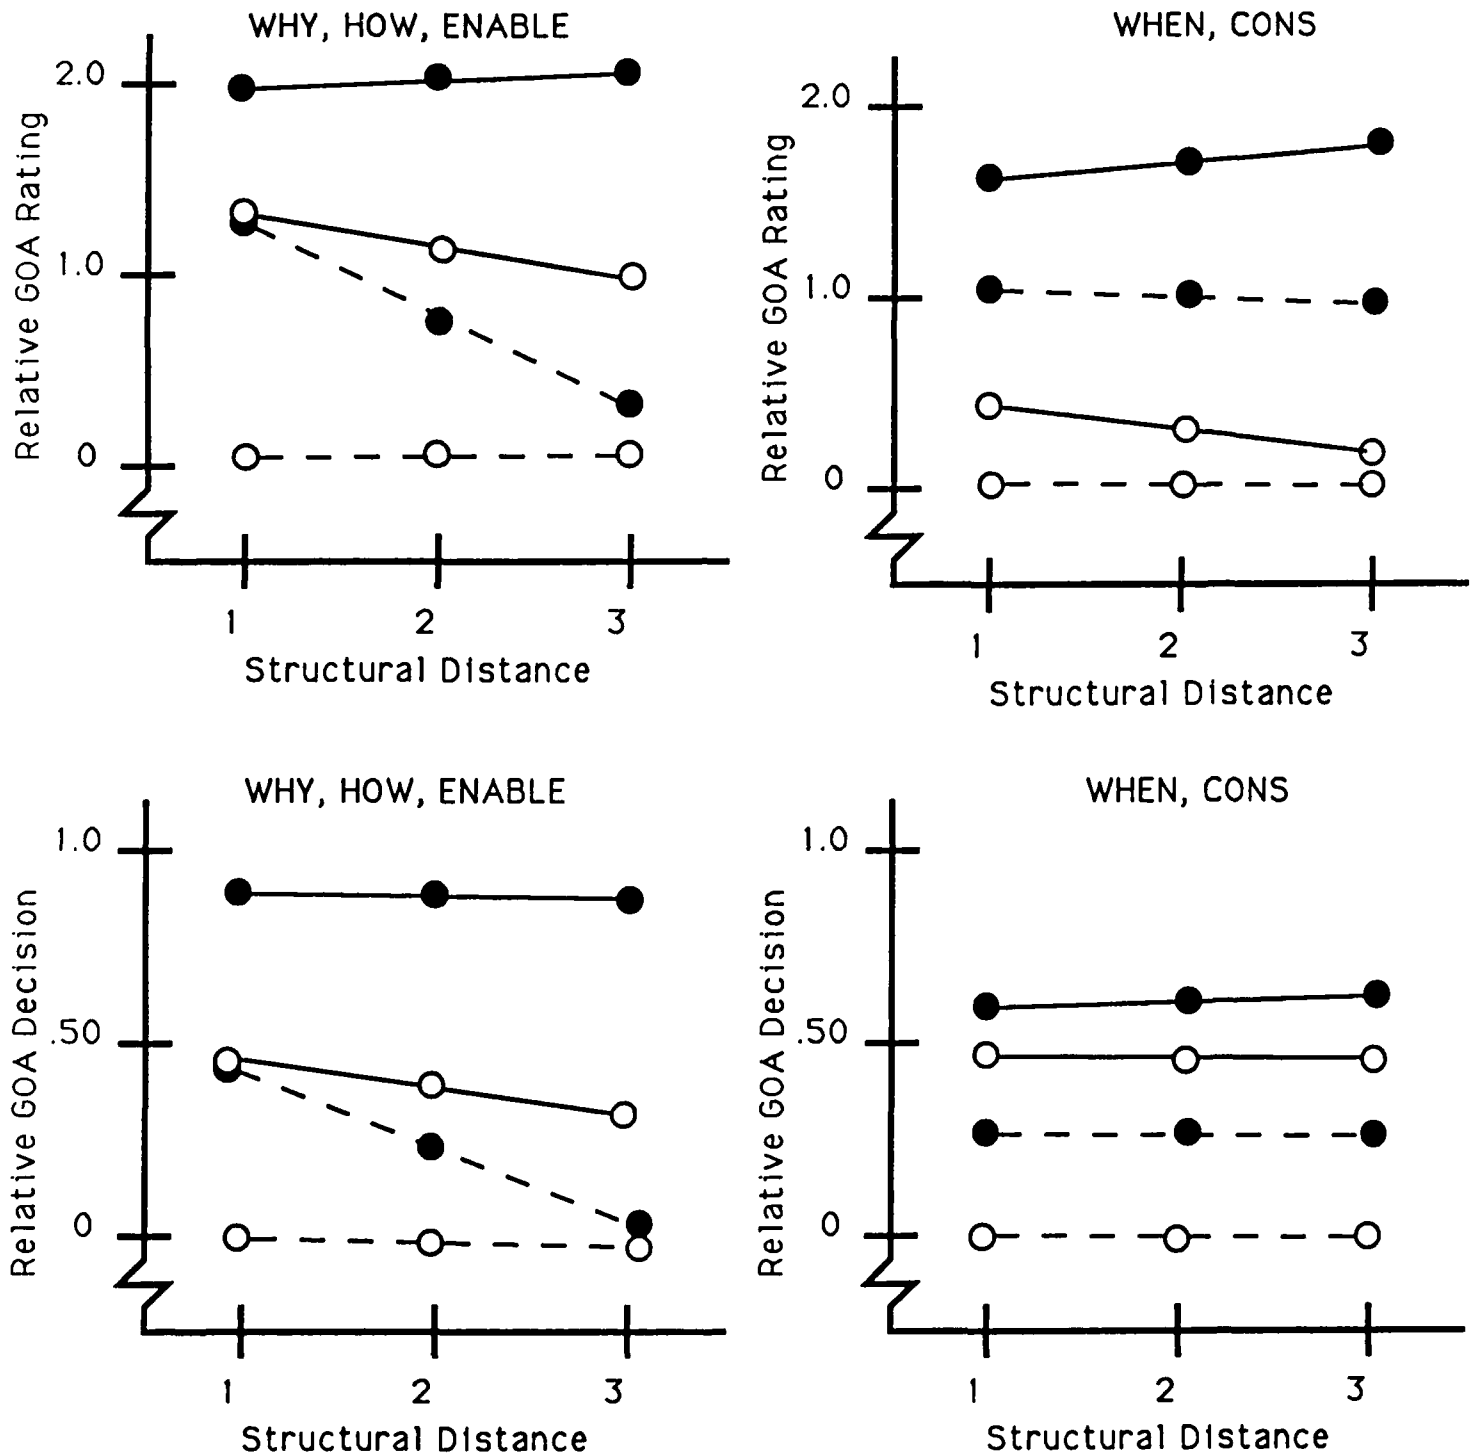 WHY, HOW, ENABLE
Relative GOA Rating
2.0
1.0
0
1 2 3
Structural Distance
WHEN, CONS
Relative GOA Rating
2.0
1.0
0
1 2 3
Structural Distance
WHY, HOW, ENABLE
Relative GOA Decision
1.0
.50
0
1 2 3
Structural Distance
WHEN, CONS
Relative GOA Decision
1.0
.50
0
1 2 3
Structural Distance